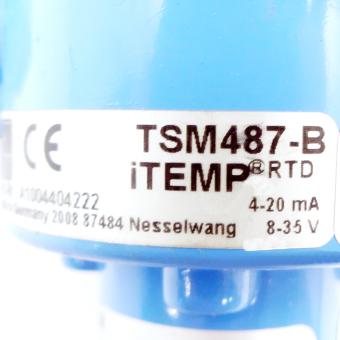 CE TSM487-B
iTEMP® RTD
A1004404222 4-20 mA
Germany 2008 87484 Nesselwang 8-35 V